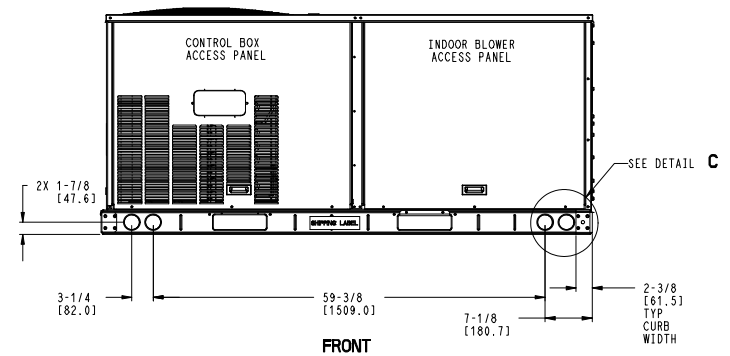 CONTROL BOX
ACCESS PANEL
INDOOR BLOWER
ACCESS PANEL
SEE DETAIL C
2X 1-7/8
[47.6]
SHIPPING LABEL
3-1/4
[82.0]
59-3/8
[1509.0]
7-1/8
[180.7]
2-3/8
[61.5]
TYP
CURB
WIDTH
FRONT